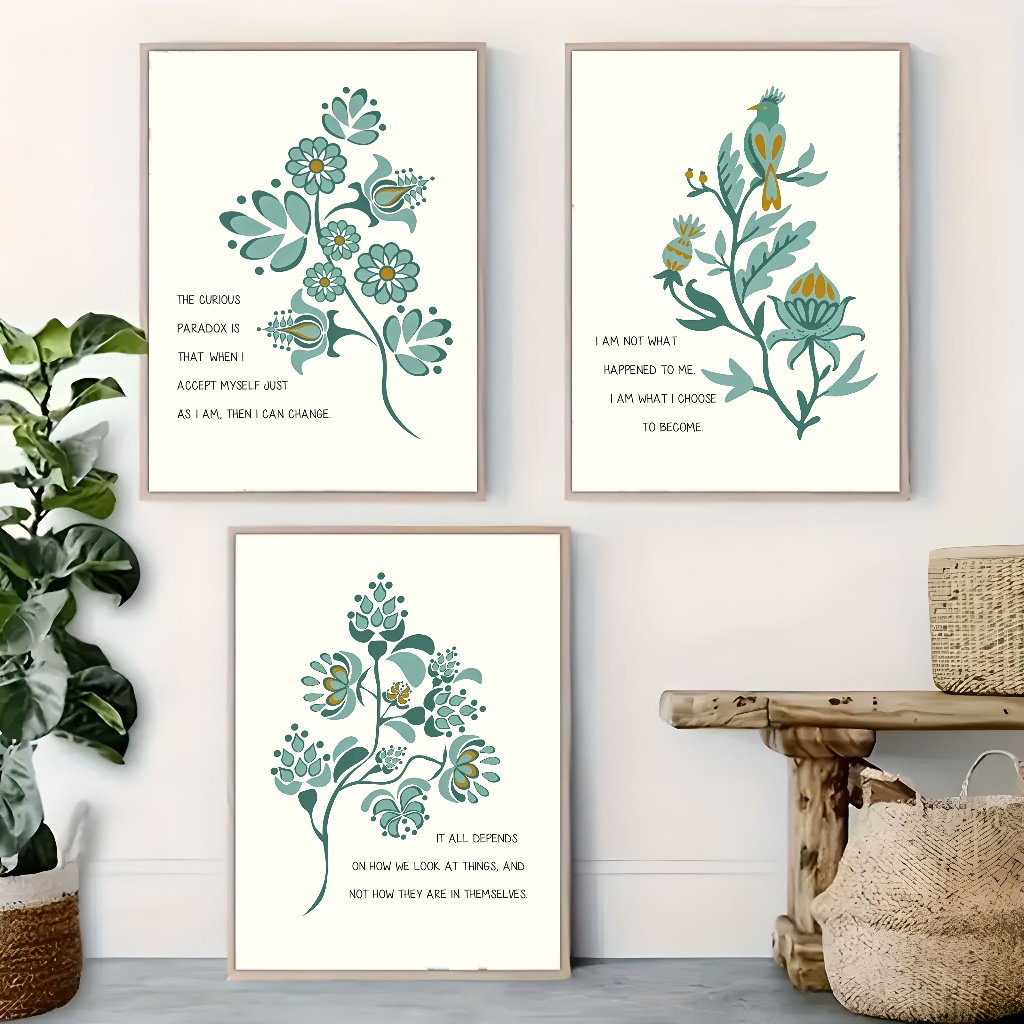 THE CURIOUS
PARADOX IS
THAT WHEN I
ACCEPT MYSELF JUST
AS I AM, THEN I CAN CHANGE.
I AM NOT WHAT
HAPPENED TO ME.
I AM WHAT I CHOOSE
TO BECOME.
IT ALL DEPENDS
ON HOW WE LOOK AT THINGS, AND
NOT HOW THEY ARE IN THEMSELVES.